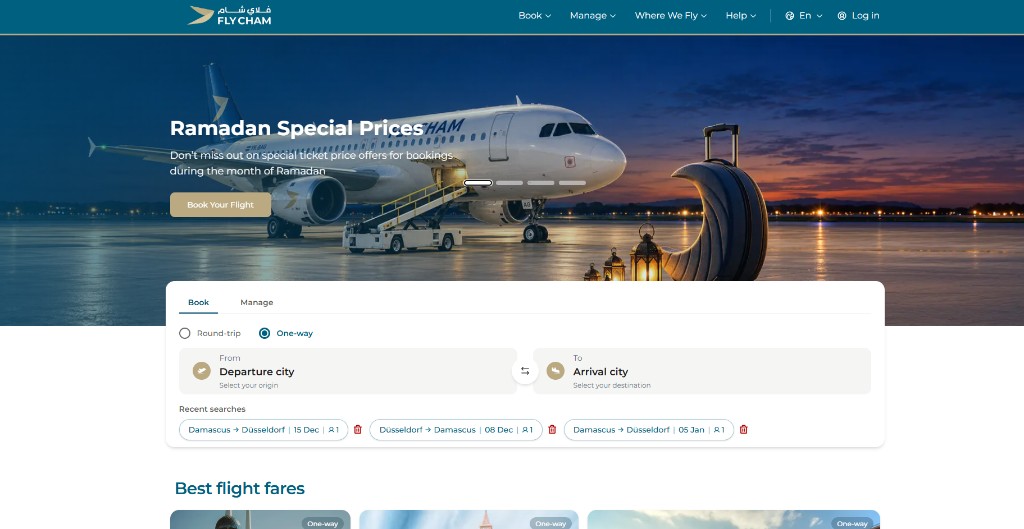 فلاي شام
FLY CHAM
Book
Manage
Where We Fly
Help
En
Log in
CHAM
Ramadan Special Prices
Don't miss out on special ticket price offers for bookings
during the month of Ramadan
Book Your Flight
Book
Manage
Round-trip
One-way
From
Departure city
Select your origin
To
Arrival city
Select your destination
Recent searches
Damascus → Düsseldorf | 15 Dec | 1
Düsseldorf → Damascus | 08 Dec | 1
Damascus → Düsseldorf | 05 Jan | 1
Best flight fares
One-way
One-way
One-way